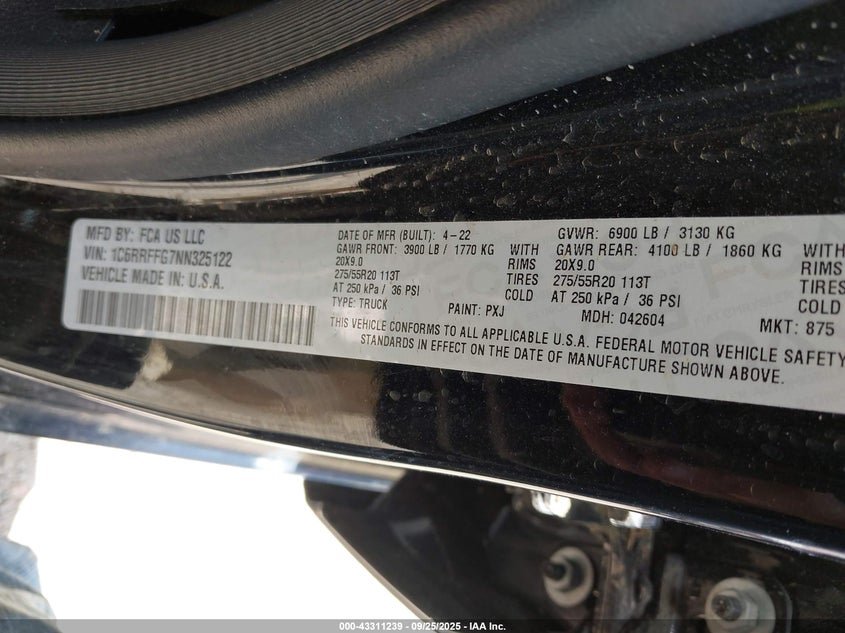 MFD BY: FCA US LLC
VIN: 1C6RRFFG7NN325122
VEHICLE MADE IN: U.S.A.
DATE OF MFR (BUILT): 4-22
GAWR FRONT: 3900 LB / 1770 KG WITH
20X9.0 RIMS
275/55R20 113T TIRES
AT 250 kPa / 36 PSI COLD
TYPE: TRUCK PAINT: PXJ
GVWR: 6900 LB / 3130 KG
GAWR REAR: 4100 LB / 1860 KG WITH
20X9.0 RIMS
275/55R20 113T TIRES
AT 250 kPa / 36 PSI COLD
MDH: 042604 MKT: 875
THIS VEHICLE CONFORMS TO ALL APPLICABLE U.S.A. FEDERAL MOTOR VEHICLE SAFETY
STANDARDS IN EFFECT ON THE DATE OF MANUFACTURE SHOWN ABOVE.
000-43311239 - 09/25/2025 - IAA Inc.